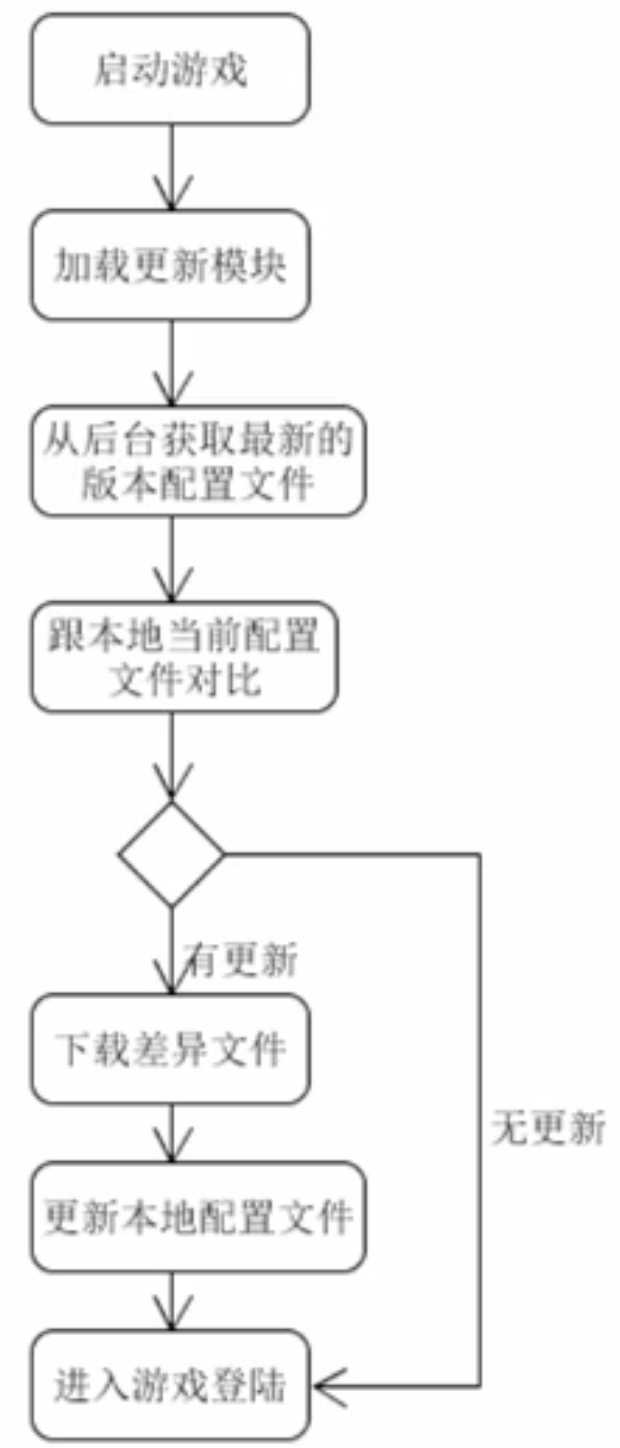 启动游戏
加载更新模块
从后台获取最新的
版本配置文件
跟本地当前配置
文件对比
有更新
下载差异文件
无更新
更新本地配置文件
进入游戏登陆